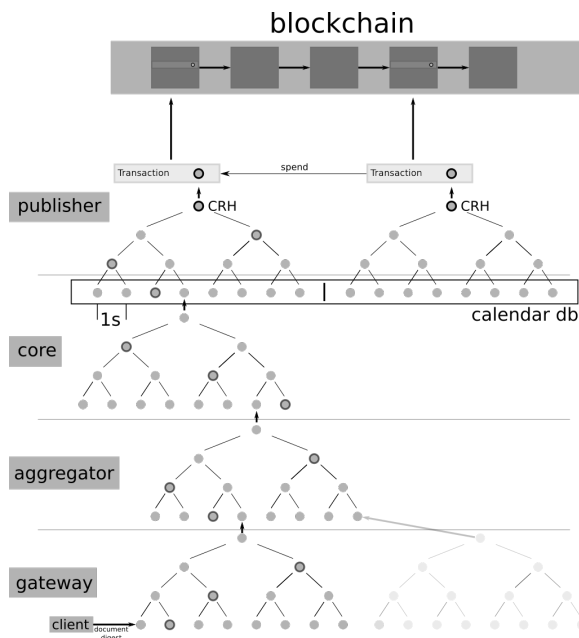 blockchain
Transaction
spend
Transaction
publisher
CRH
CRH
1s
calendar db
core
aggregator
gateway
client
document
digest